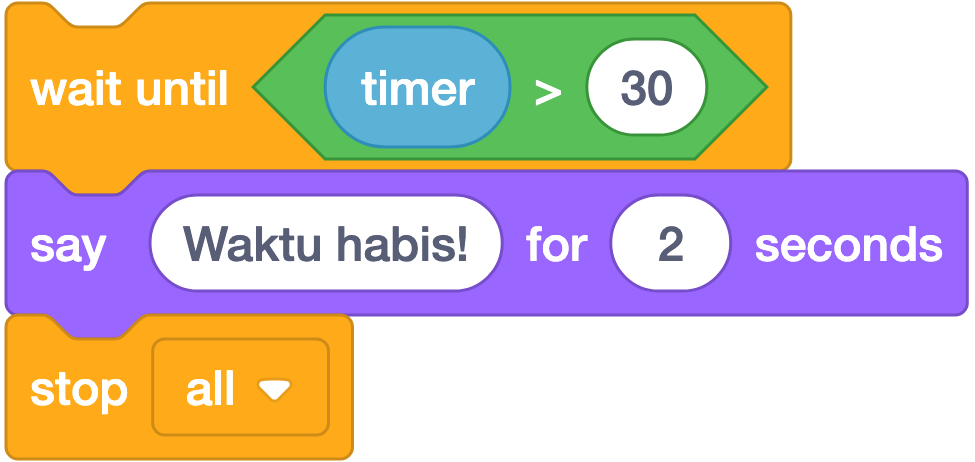 wait until timer > 30
say Waktu habis! for 2 seconds
stop all